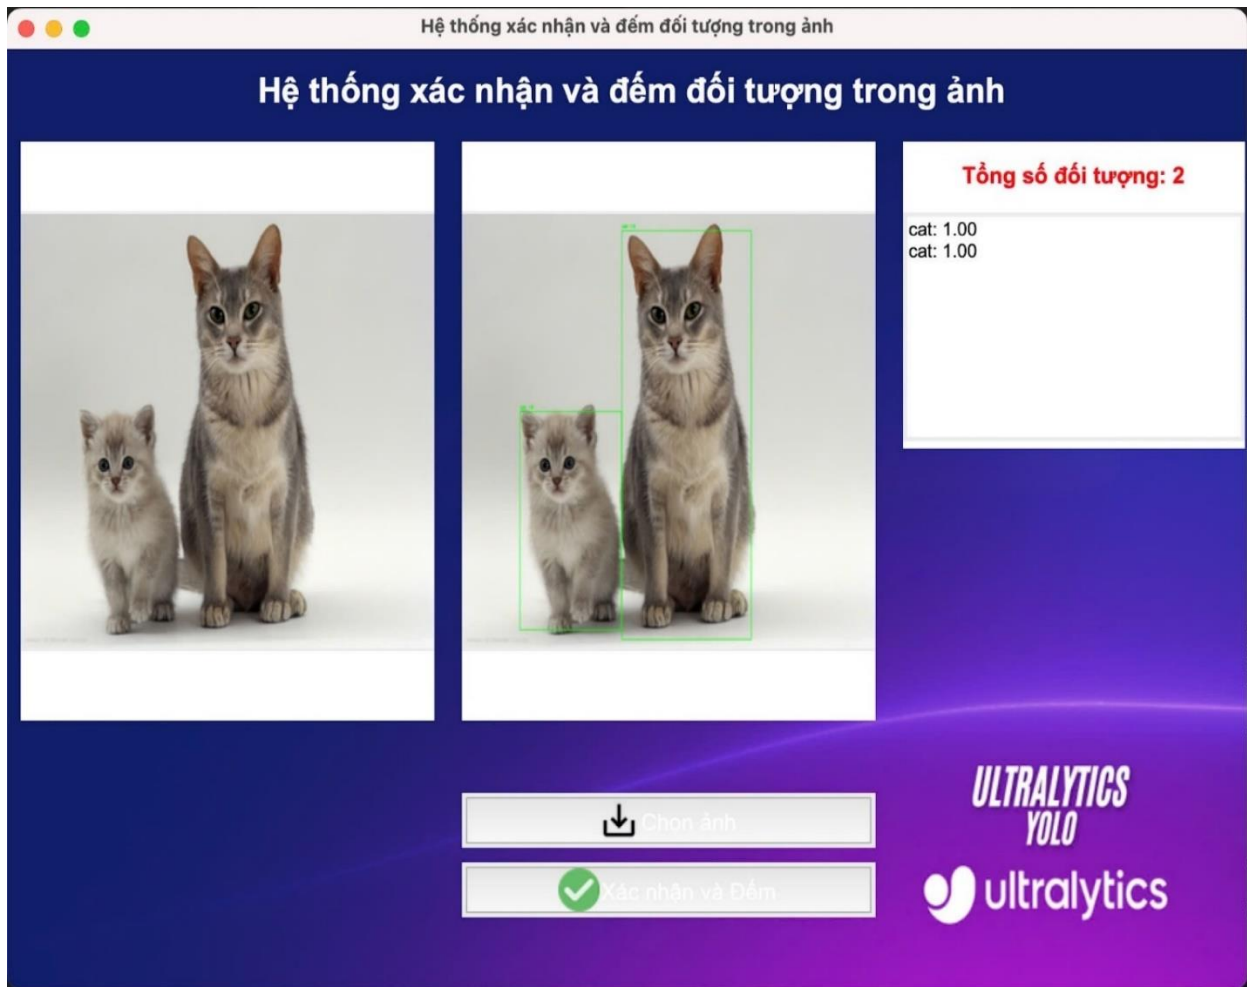 Hệ thống xác nhận và đếm đối tượng trong ảnh
Hệ thống xác nhận và đếm đối tượng trong ảnh
Tổng số đối tượng: 2
cat: 1.00
cat: 1.00
Chọn ảnh
Xác nhận và Đếm
ULTRALYTICS
YOLO
ultralytics